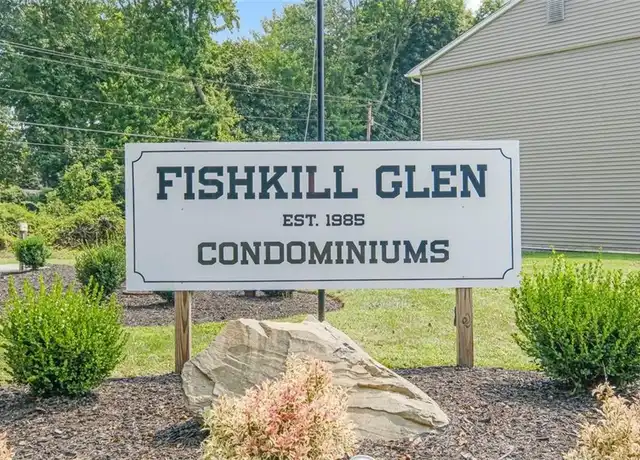 FISHKILL GLEN
EST. 1985
CONDOMINIUMS